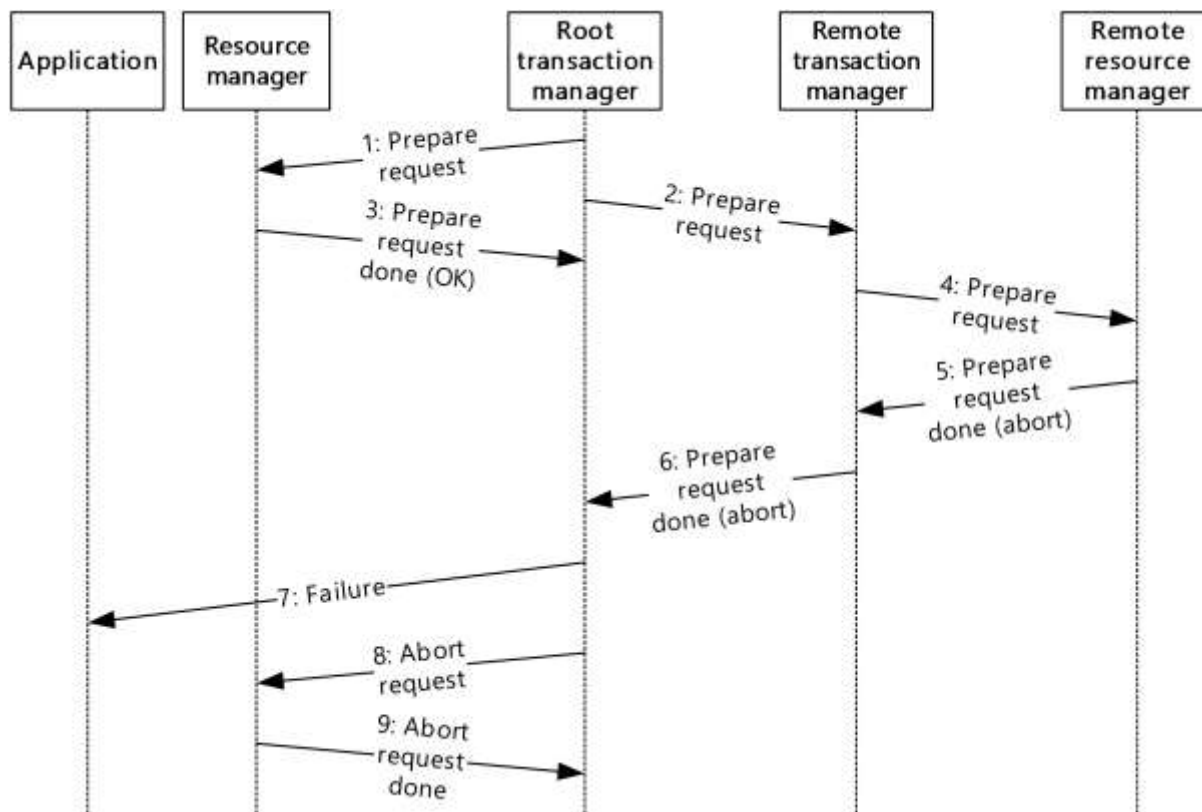 Application
Resource
manager
Root
transaction
manager
Remote
transaction
manager
Remote
resource
manager
1: Prepare
request
2: Prepare
request
3: Prepare
request
done (OK)
4: Prepare
request
5: Prepare
request
done (abort)
6: Prepare
request
done (abort)
7: Failure
8: Abort
request
9: Abort
request
done